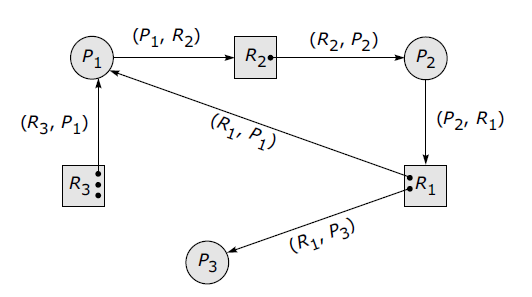 (P₁, R₂)
(R₂, P₂)
P₁
R₂
P₂
(R₃, P₁)
(R₁, P₁)
(P₂, R₁)
R₃
R₁
(R₁, P₃)
P₃